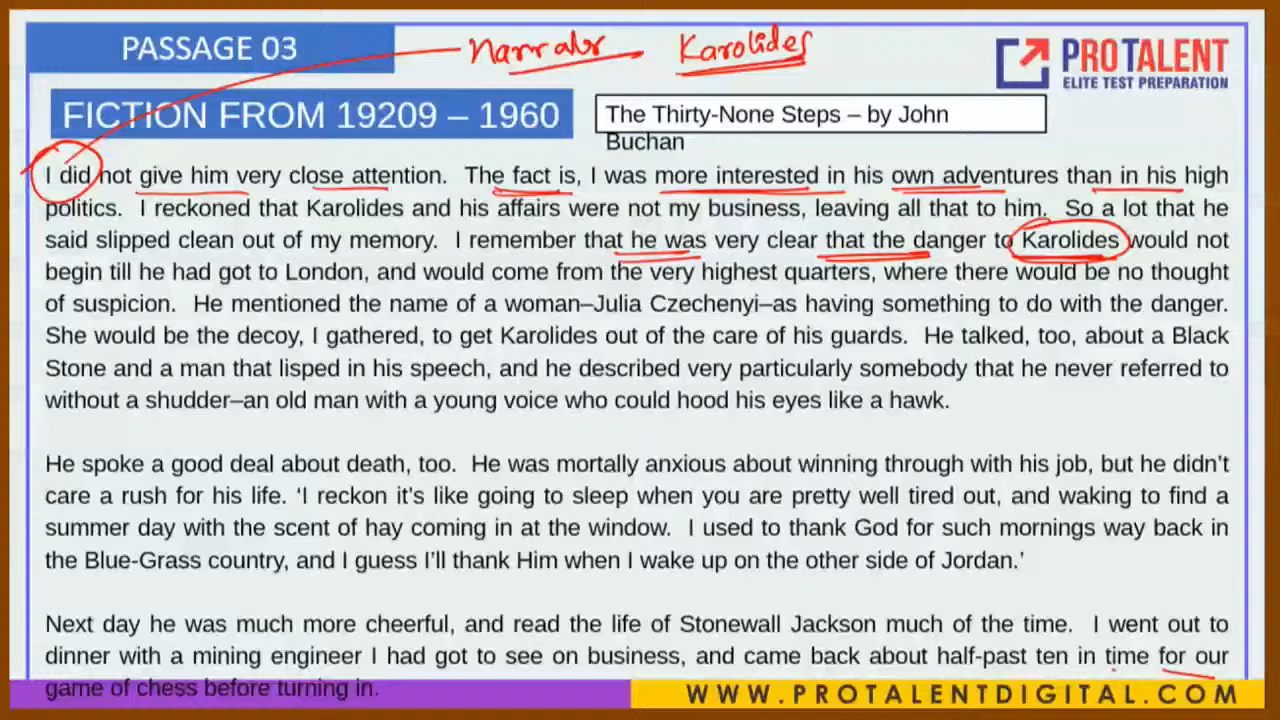 PASSAGE 03
Narrator Karolides
PROTALENT
ELITE TEST PREPARATION
FICTION FROM 19209 – 1960
The Thirty-None Steps – by John
Buchan
I did not give him very close attention. The fact is, I was more interested in his own adventures than in his high
politics. I reckoned that Karolides and his affairs were not my business, leaving all that to him. So a lot that he
said slipped clean out of my memory. I remember that he was very clear that the danger to Karolides would not
begin till he had got to London, and would come from the very highest quarters, where there would be no thought
of suspicion. He mentioned the name of a woman–Julia Czechenyi–as having something to do with the danger.
She would be the decoy, I gathered, to get Karolides out of the care of his guards. He talked, too, about a Black
Stone and a man that lisped in his speech, and he described very particularly somebody that he never referred to
without a shudder–an old man with a young voice who could hood his eyes like a hawk.
He spoke a good deal about death, too. He was mortally anxious about winning through with his job, but he didn't
care a rush for his life. ‘I reckon it's like going to sleep when you are pretty well tired out, and waking to find a
summer day with the scent of hay coming in at the window. I used to thank God for such mornings way back in
the Blue-Grass country, and I guess I'll thank Him when I wake up on the other side of Jordan.’
Next day he was much more cheerful, and read the life of Stonewall Jackson much of the time. I went out to
dinner with a mining engineer I had got to see on business, and came back about half-past ten in time for our
game of chess before turning in.
WWW.PROTALENTDIGITAL.COM